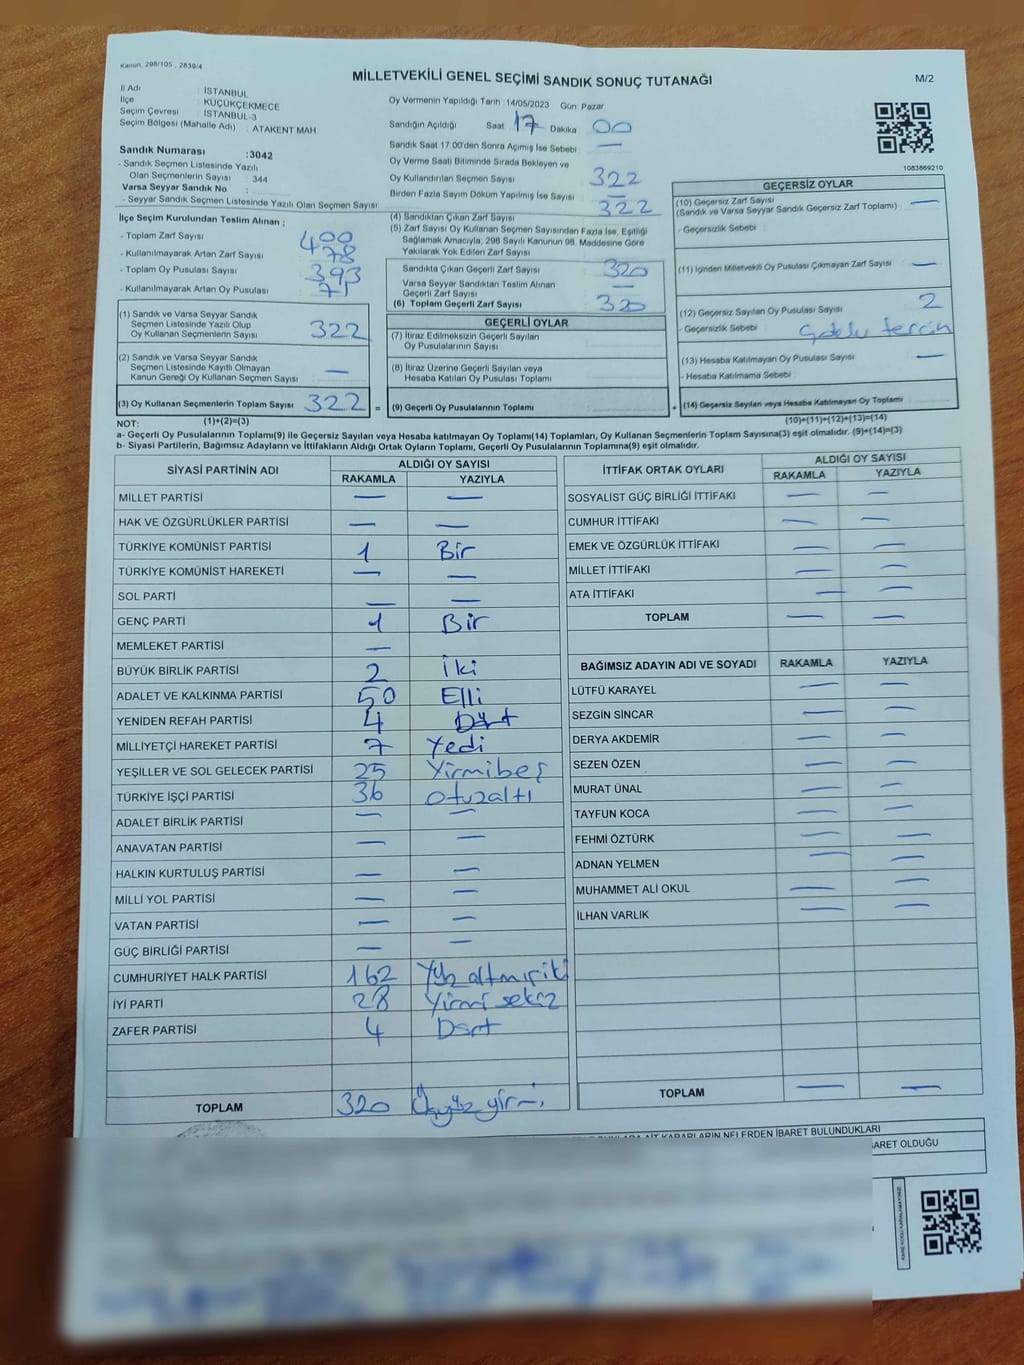 Kanun: 298/105 , 2839/4
MİLLETVEKİLİ GENEL SEÇİMİ SANDIK SONUÇ TUTANAĞI
M/2
İl Adı : İSTANBUL
İlçe : KÜÇÜKÇEKMECE
Seçim Çevresi : İSTANBUL-3
Seçim Bölgesi (Mahalle Adı) : ATAKENT MAH.
Oy Vermenin Yapıldığı Tarih :14/05/2023 Gün: Pazar
Sandığın Açıldığı Saat 17 Dakika 00
Sandık Saat 17.00'den Sonra Açımış İse Sebebi : —
Oy Verme Saati Bitiminde Sırada Bekleyen ve
Oy Kullandırılan Seçmen Sayısı 322
Birden Fazla Sayım Döküm Yapılmış İse Sayısı —
1083869210
Sandık Numarası :3042
- Sandık Seçmen Listesinde Yazılı
Olan Seçmenlerin Sayısı : 344
Varsa Seyyar Sandık No :
- Seyyar Sandık Seçmen Listesinde Yazılı Olan Seçmen Sayısı:
İlçe Seçim Kurulundan Teslim Alınan ;
- Toplam Zarf Sayısı 400
- Kullanılmayarak Artan Zarf Sayısı 78
- Toplam Oy Pusulası Sayısı 393
- Kullanılmayarak Artan Oy Pusulası 71
(1) Sandık ve Varsa Seyyar Sandık
Seçmen Listesinde Yazılı Olup
Oy Kullanan Seçmenlerin Sayısı 322
(2) Sandık ve Varsa Seyyar Sandık
Seçmen Listesinde Kayıtlı Olmayan
Kanun Gereği Oy Kullanan Seçmen Sayısı —
(3) Oy Kullanan Seçmenlerin Toplam Sayısı 322 =
(4) Sandıktan Çıkan Zarf Sayısı 322
(5) Zarf Sayısı Oy Kullanan Seçmen Sayısından Fazla İse, Eşitliği
Sağlamak Amacıyla, 298 Sayılı Kanunun 98. Maddesine Göre
Yakılarak Yok Edilen Zarf Sayısı
Sandıkta Çıkan Geçerli Zarf Sayısı 320
Varsa Seyyar Sandıktan Teslim Alınan
Geçerli Zarf Sayısı —
(6) Toplam Geçerli Zarf Sayısı 320
GEÇERLİ OYLAR
(7) İtiraz Edilmeksizin Geçerli Sayılan
Oy Pusulalarının Sayısı
(8) İtiraz Üzerine Geçerli Sayılan veya
Hesaba Katılan Oy Pusulası Toplamı
(9) Geçerli Oy Pusulalarının Toplamı +
GEÇERSİZ OYLAR
(10) Geçersiz Zarf Sayısı —
(Sandık ve Varsa Seyyar Sandık Geçersiz Zarf Toplamı)
- Geçersizlik Sebebi :
(11) İçinden Milletvekili Oy Pusulası Çıkmayan Zarf Sayısı —
(12) Geçersiz Sayılan Oy Pusulası Sayısı 2
- Geçersizlik Sebebi : tercih
(13) Hesaba Katılmayan Oy Pusulası Sayısı —
- Hesaba Katılmama Sebebi :
(14) Geçersiz Sayılan veya Hesaba Katılmayan Oy Toplamı
NOT: (1)+(2)=(3) (10)+(11)+(12)+(13)=(14)
a- Geçerli Oy Pusulalarının Toplamı(9) ile Geçersiz Sayılan veya Hesaba katılmayan Oy Toplamı(14) Toplamları, Oy Kullanan Seçmenlerin Toplam Sayısına(3) eşit olmalıdır. (9)+(14)=(3)
b- Siyasi Partilerin, Bağımsız Adayların ve İttifakların Aldığı Ortak Oyların Toplamı, Geçerli Oy Pusulalarının Toplamına(9) eşit olmalıdır.
SİYASİ PARTİNİN ADI ALDIĞI OY SAYISI
RAKAMLA YAZIYLA
MİLLET PARTİSİ — —
HAK VE ÖZGÜRLÜKLER PARTİSİ — —
TÜRKİYE KOMÜNİST PARTİSİ 1 Bir
TÜRKİYE KOMÜNİST HAREKETİ — —
SOL PARTİ — —
GENÇ PARTİ 1 Bir
MEMLEKET PARTİSİ —
BÜYÜK BİRLİK PARTİSİ 2 İki
ADALET VE KALKINMA PARTİSİ 50 Elli
YENİDEN REFAH PARTİSİ 4 Dört
MİLLİYETÇİ HAREKET PARTİSİ 7 Yedi
YEŞİLLER VE SOL GELECEK PARTİSİ 25 Yirmibeş
TÜRKİYE İŞÇİ PARTİSİ 36 Otuzaltı
ADALET BİRLİK PARTİSİ — —
ANAVATAN PARTİSİ — —
HALKIN KURTULUŞ PARTİSİ — —
MİLLİ YOL PARTİSİ — —
VATAN PARTİSİ — —
GÜÇ BİRLİĞİ PARTİSİ — —
CUMHURİYET HALK PARTİSİ 162 Yüz altmışiki
İYİ PARTİ 28 Yirmi sekiz
ZAFER PARTİSİ 4 Dört
TOPLAM 320 Üçyüz yirmi
İTTİFAK ORTAK OYLARI ALDIĞI OY SAYISI
RAKAMLA YAZIYLA
SOSYALİST GÜÇ BİRLİĞİ İTTİFAKI — —
CUMHUR İTTİFAKI — —
EMEK VE ÖZGÜRLÜK İTTİFAKI — —
MİLLET İTTİFAKI — —
ATA İTTİFAKI — —
TOPLAM — —
BAĞIMSIZ ADAYIN ADI VE SOYADI RAKAMLA YAZIYLA
LÜTFÜ KARAYEL — —
SEZGİN SİNCAR — —
DERYA AKDEMİR — —
SEZEN ÖZEN — —
MURAT ÜNAL — —
TAYFUN KOCA — —
FEHMİ ÖZTÜRK — —
ADNAN YELMEN — —
MUHAMMET ALİ OKUL — —
İLHAN VARLIK — —
TOPLAM — —
KARARLARIN NELERDEN İBARET BULUNDUKLARI
BARET OLDUĞU